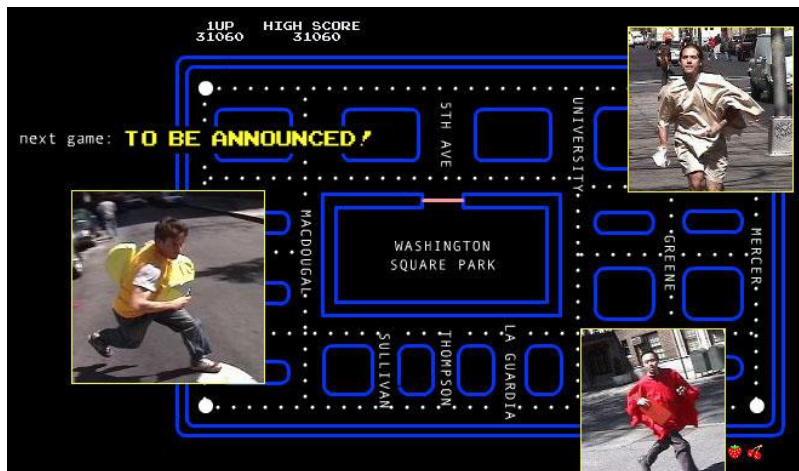 1UP HIGH SCORE
31060 31060
next game: TO BE ANNOUNCED!
5TH AVE
UNIVERSITY
MACDOUGAL
WASHINGTON
SQUARE PARK
GREENE
MERCER
SULLIVAN
THOMPSON
LA GUARDIA